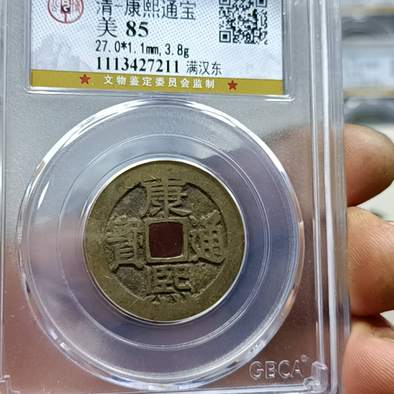 清-康熙通宝
美 85
27.0*1.1mm, 3.8g
1113427211 满汉东
★ 文物鉴定委员会监制 ★
康熙通寳
GBCA